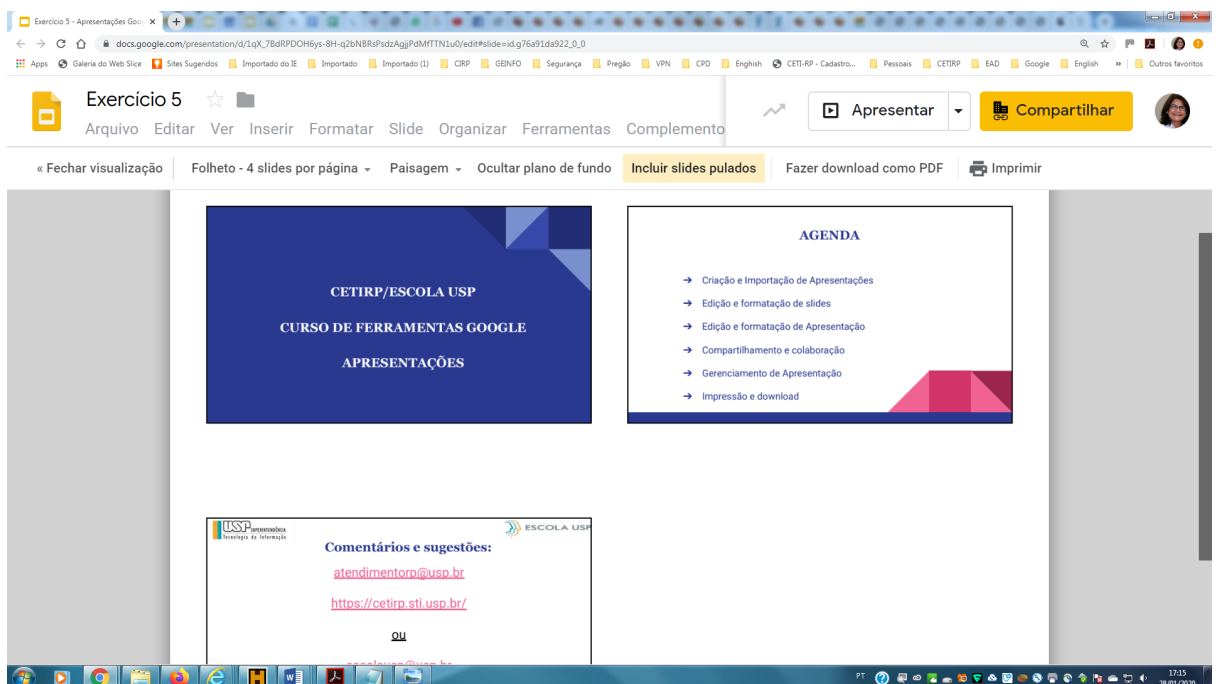 Exercício 5 - Apresentações Goo
docs.google.com/presentation/d/1qX_7BdRPDOH6ys-8H-q2bNBRsPsdzAgjjPdMfTTN1u0/edit#slide=id.g76a91da922_0_0
Apps Galeria do Web Slice Sites Sugeridos Importado do IE Importado Importado (1) CIRP GEINFO Segurança Pregão VPN CPD Enghish CETI-RP - Cadastro... Pessoais CETIRP EAD Google English » Outros favoritos
Exercício 5
Apresentar
Compartilhar
Arquivo Editar Ver Inserir Formatar Slide Organizar Ferramentas Complemento
« Fechar visualização Folheto - 4 slides por página Paisagem Ocultar plano de fundo Incluir slides pulados Fazer download como PDF Imprimir
CETIRP/ESCOLA USP
CURSO DE FERRAMENTAS GOOGLE
APRESENTAÇÕES
AGENDA
➔ Criação e Importação de Apresentações
➔ Edição e formatação de slides
➔ Edição e formatação de Apresentação
➔ Compartilhamento e colaboração
➔ Gerenciamento de Apresentação
➔ Impressão e download
USP SUPERINTENDÊNCIA
Tecnologia da Informação
ESCOLA USP
Comentários e sugestões:
atendimentorp@usp.br
https://cetirp.sti.usp.br/
ou
PT
17:15
28/01/2020